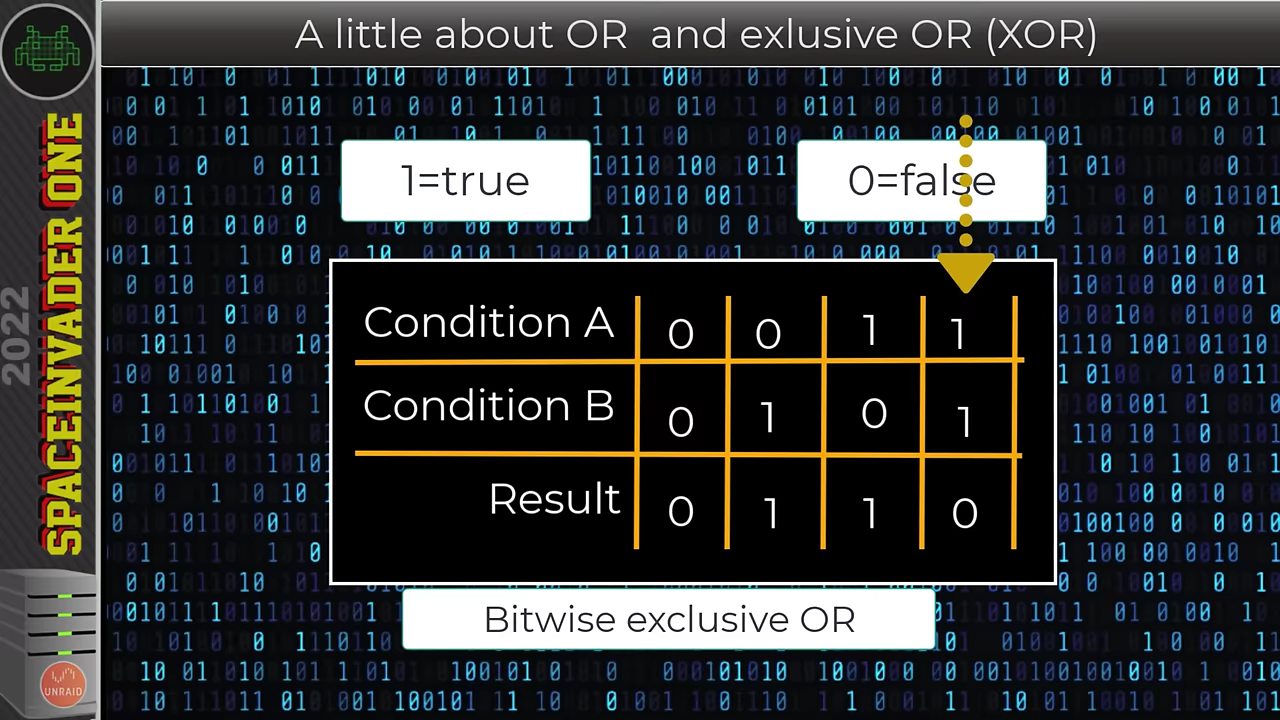 A little about OR and exlusive OR (XOR)
1=true
0=false
Condition A 0 0 1 1
Condition B 0 1 0 1
Result 0 1 1 0
Bitwise exclusive OR
2022
SPACEINVADER ONE
UNRAID